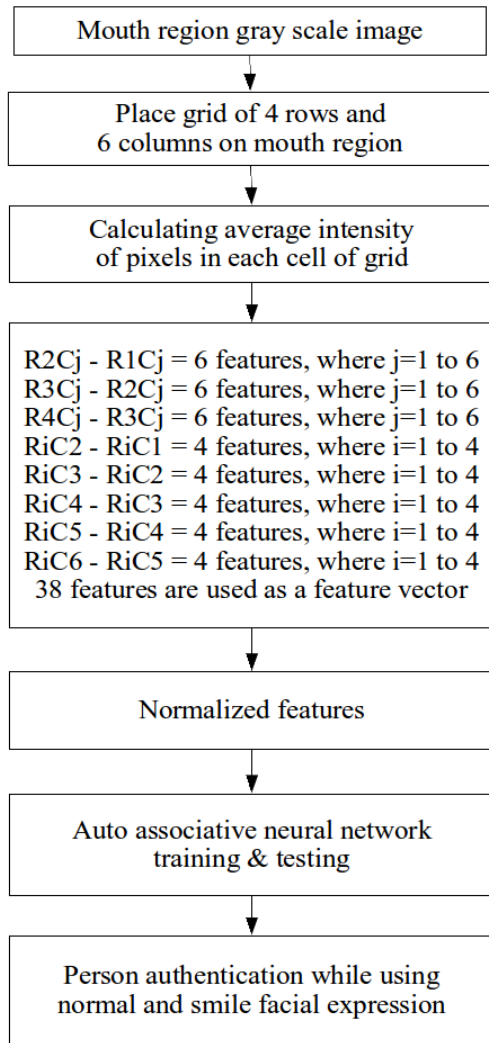 Mouth region gray scale image
Place grid of 4 rows and
6 columns on mouth region
Calculating average intensity
of pixels in each cell of grid
R2Cj - R1Cj = 6 features, where j=1 to 6
R3Cj - R2Cj = 6 features, where j=1 to 6
R4Cj - R3Cj = 6 features, where j=1 to 6
RiC2 - RiC1 = 4 features, where i=1 to 4
RiC3 - RiC2 = 4 features, where i=1 to 4
RiC4 - RiC3 = 4 features, where i=1 to 4
RiC5 - RiC4 = 4 features, where i=1 to 4
RiC6 - RiC5 = 4 features, where i=1 to 4
38 features are used as a feature vector
Normalized features
Auto associative neural network
training & testing
Person authentication while using
normal and smile facial expression